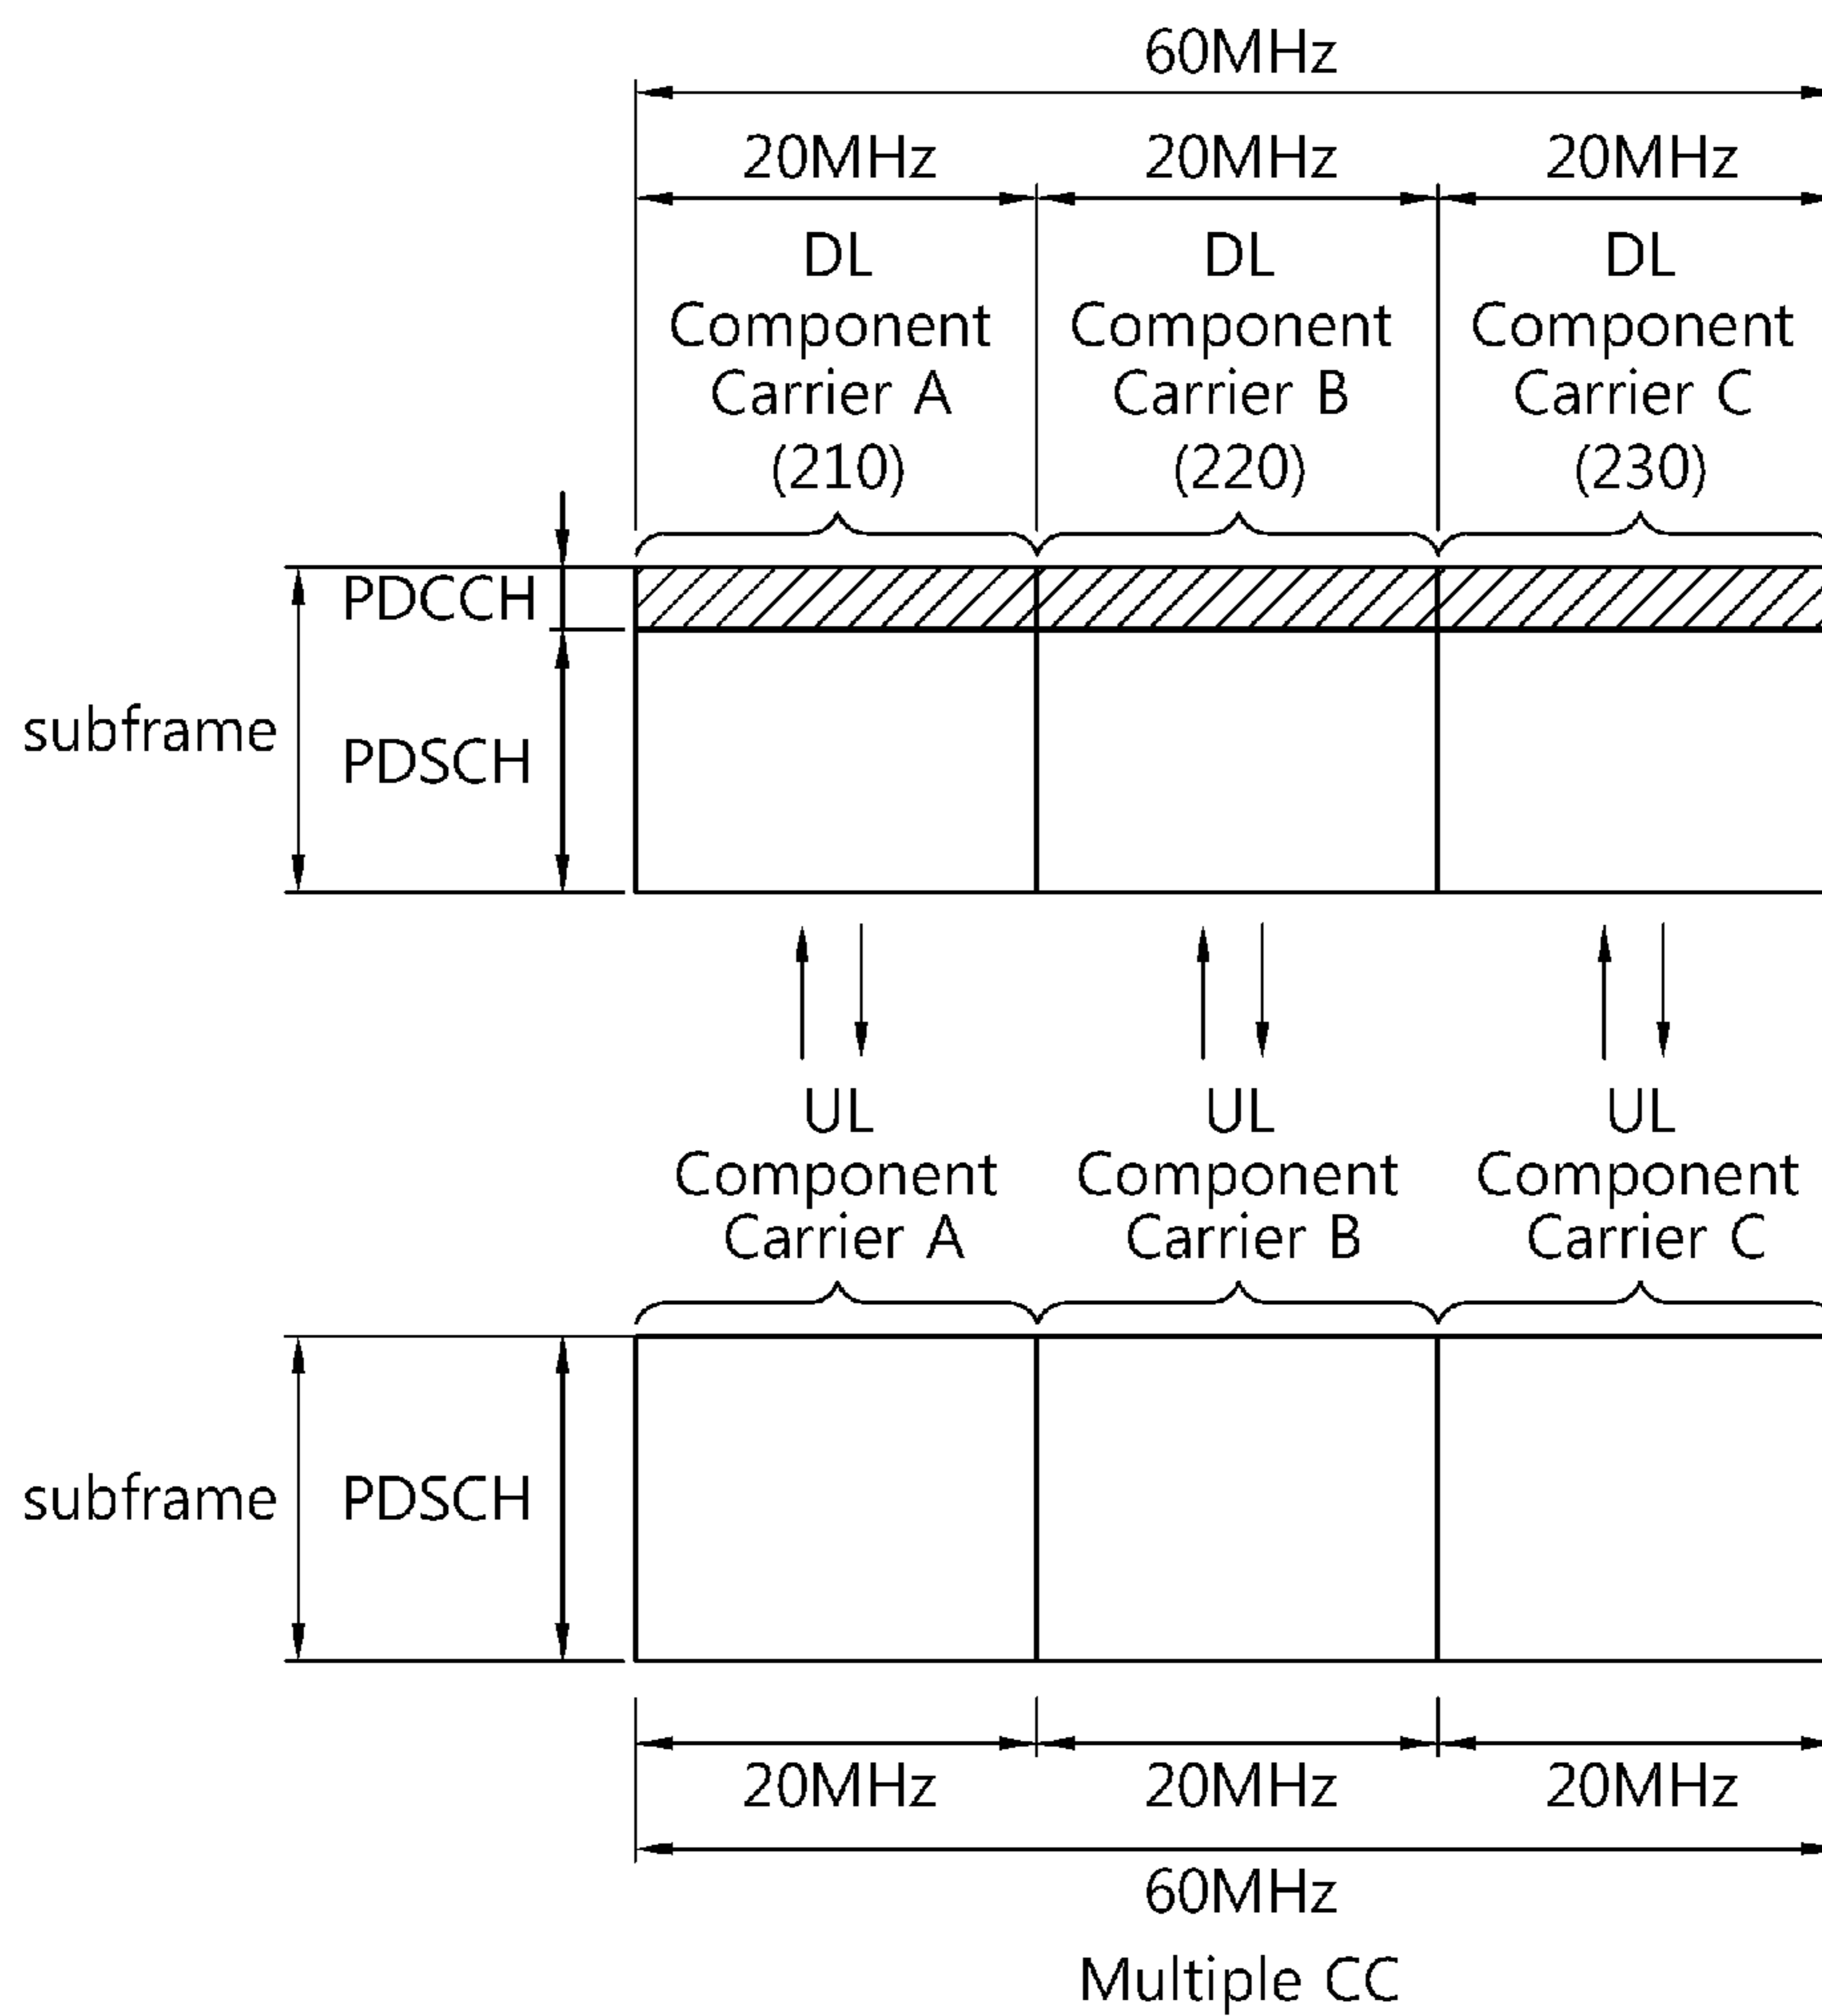 60MHz
20MHz 20MHz 20MHz
DL DL DL
Component Component Component
Carrier A Carrier B Carrier C
(210) (220) (230)
PDCCH
subframe
PDSCH
UL UL UL
Component Component Component
Carrier A Carrier B Carrier C
subframe PDSCH
20MHz 20MHz 20MHz
60MHz
Multiple CC